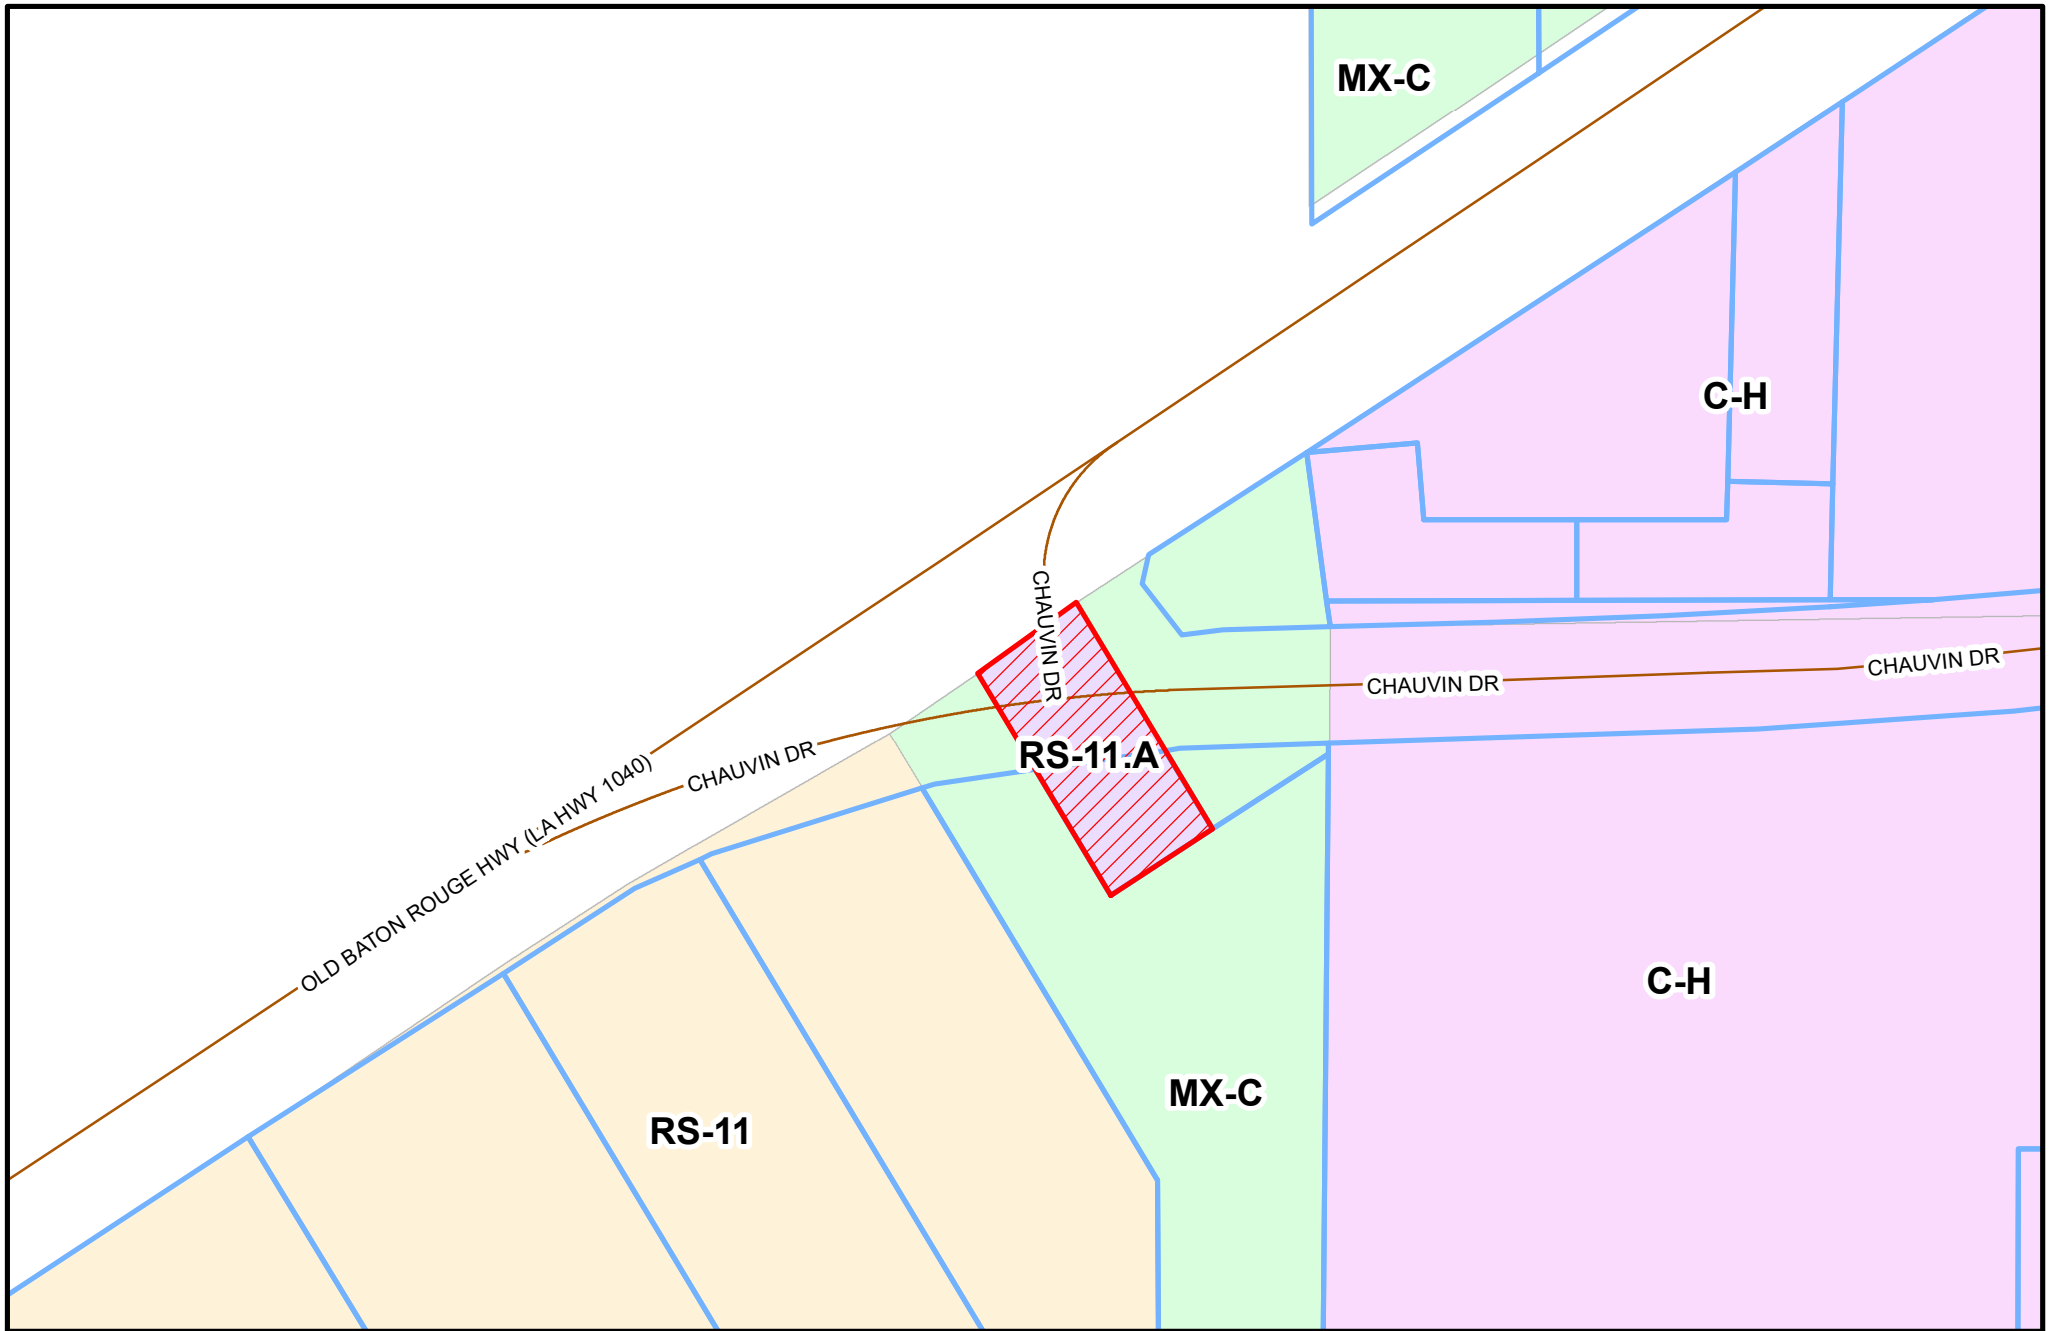 MX-C
C-H
CHAUVIN DR
CHAUVIN DR
CHAUVIN DR
CHAUVIN DR
RS-11.A
OLD BATON ROUGE HWY (LA HWY 1040)
C-H
MX-C
RS-11